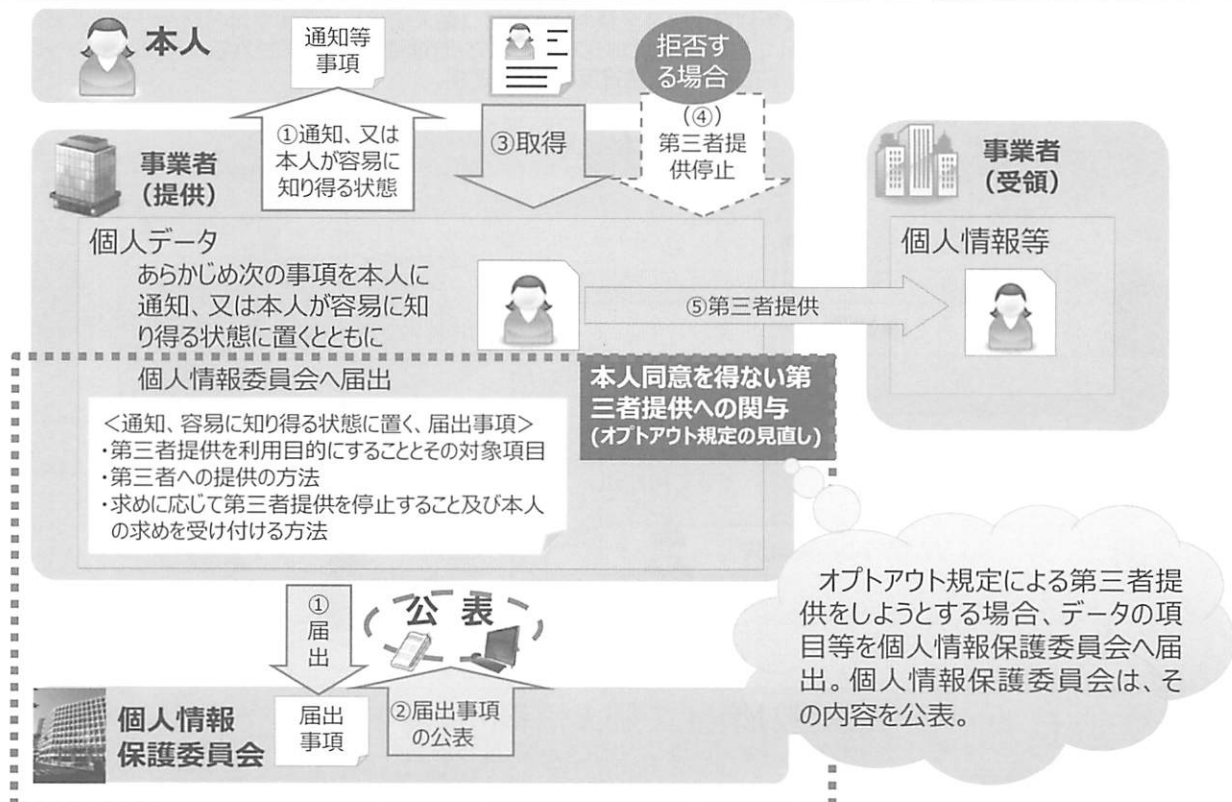 本人
通知等
事項
拒否す
る場合
①通知、又は
本人が容易に
知り得る状態
③取得
(④)
第三者提
供停止
事業者
(提供)
事業者
(受領)
個人データ
あらかじめ次の事項を本人に
通知、又は本人が容易に知
り得る状態に置くとともに
個人情報委員会へ届出
⑤第三者提供
個人情報等
本人同意を得ない第
三者提供への関与
(オプトアウト規定の見直し)
<通知、容易に知り得る状態に置く、届出事項>
・第三者提供を利用目的にすることとその対象項目
・第三者への提供の方法
・求めに応じて第三者提供を停止すること及び本人
の求めを受け付ける方法
オプトアウト規定による第三者提
供をしようとする場合、データの項
目等を個人情報保護委員会へ届
出。個人情報保護委員会は、そ
の内容を公表。
①
届
出
公 表
個人情報
保護委員会
届出
事項
②届出事項
の公表